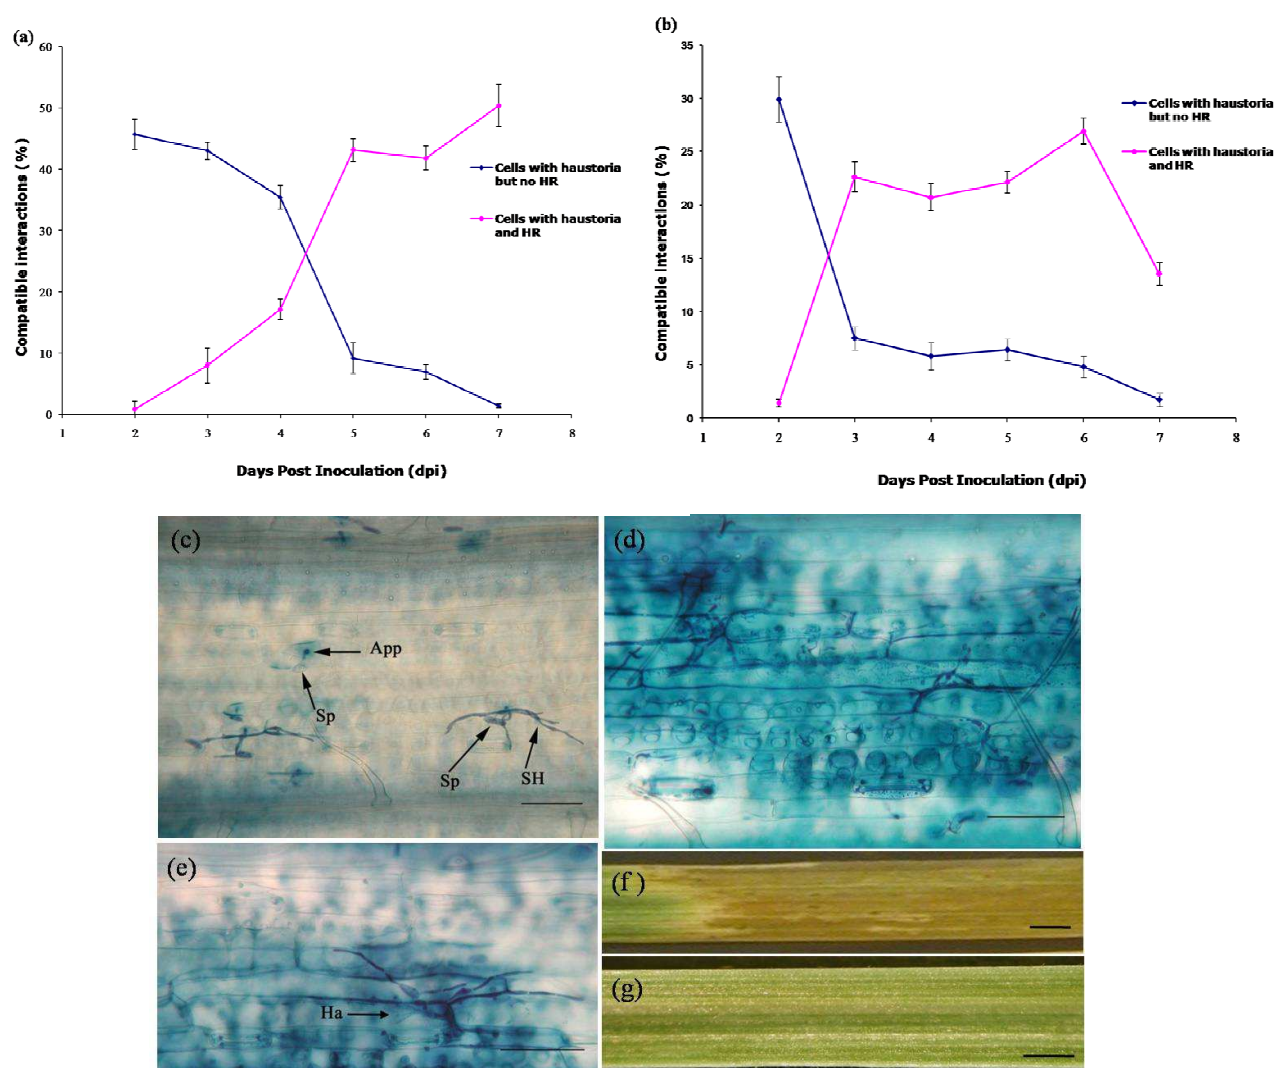 (a)
60
50
40
30
20
10
0
Compatible interactions (%)
1 2 3 4 5 6 7 8
Days Post Inoculation (dpi)
Cells with haustoria
but no HR
Cells with haustoria
and HR
(b)
35
30
25
20
15
10
5
0
Compatible Interactions (%)
1 2 3 4 5 6 7 8
Days Post Inoculation (dpi)
Cells with haustoria
but no HR
Cells with haustoria
and HR
(c)
App
Sp
Sp
SH
(d)
(e)
Ha
(f )
(g)